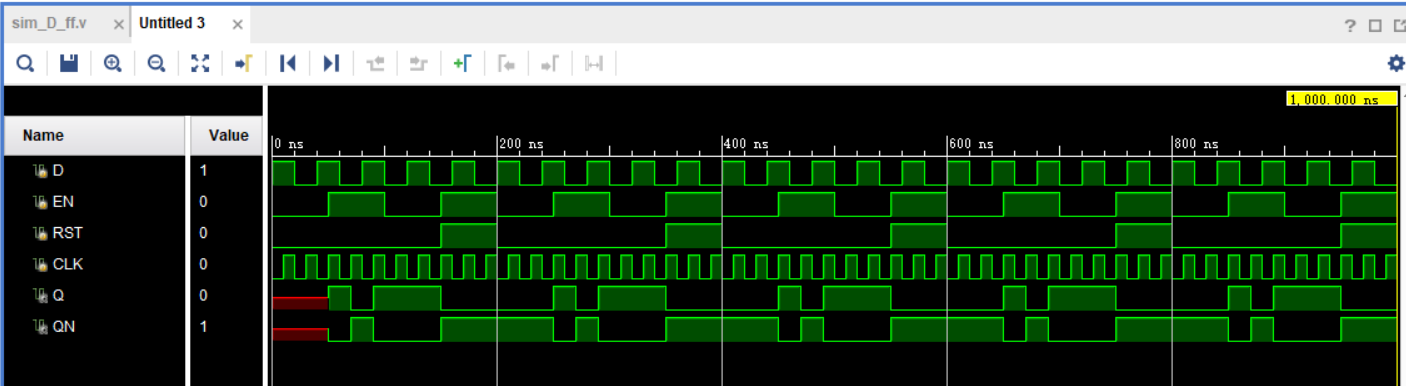 sim_D_ff.v × Untitled 3 × ?
1,000.000 ns
Name Value
0 ns 200 ns 400 ns 600 ns 800 ns
D 1
EN 0
RST 0
CLK 0
Q 0
QN 1